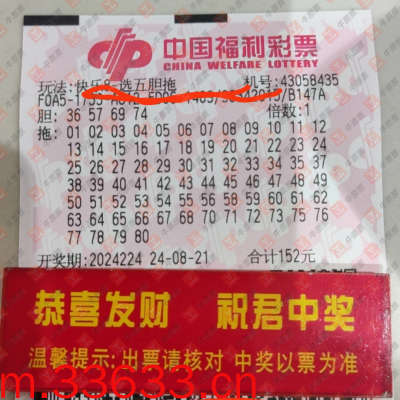 中国福利彩票
CHINA WELFARE LOTTERY
玩法:快乐8-选五胆拖 机号:43058435
胆: 36 57 69 74 倍数:1
拖: 01 02 03 04 05 06 07 08 09 10 11 12
13 14 15 16 17 18 19 20 21 22 23 24
25 26 27 28 29 30 31 32 33 34 35 37
38 39 40 41 42 43 44 45 46 47 48 49
50 51 52 53 54 55 56 58 59 60 61 62
63 64 65 66 67 68 70 71 72 73 75 76
77 78 79 80
开奖期:2024224 24-08-21 合计152元
恭喜发财 祝君中奖
温馨提示:出票请核对 中奖以票为准
m.33633.cn